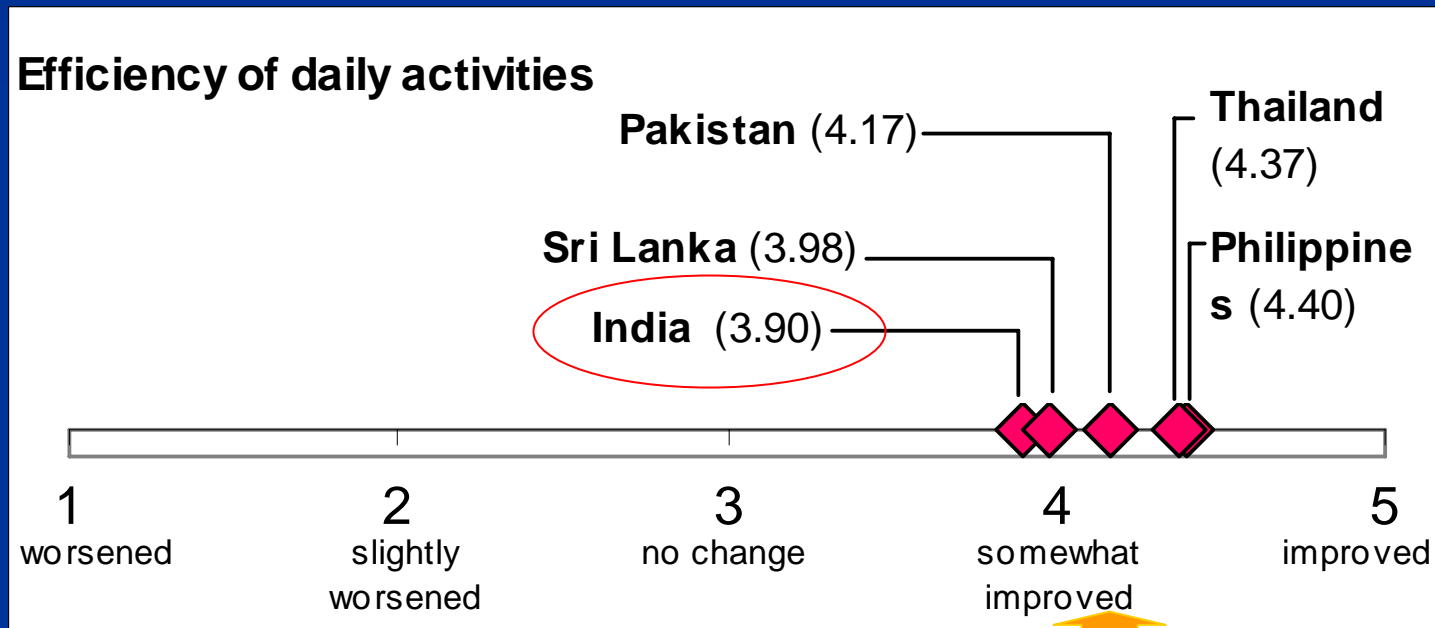 Efficiency of daily activities
Pakistan (4.17)
Thailand
(4.37)
Sri Lanka (3.98)
Philippine
s (4.40)
India (3.90)
1 2 3 4 5
worsened slightly no change somewhat improved
worsened improved